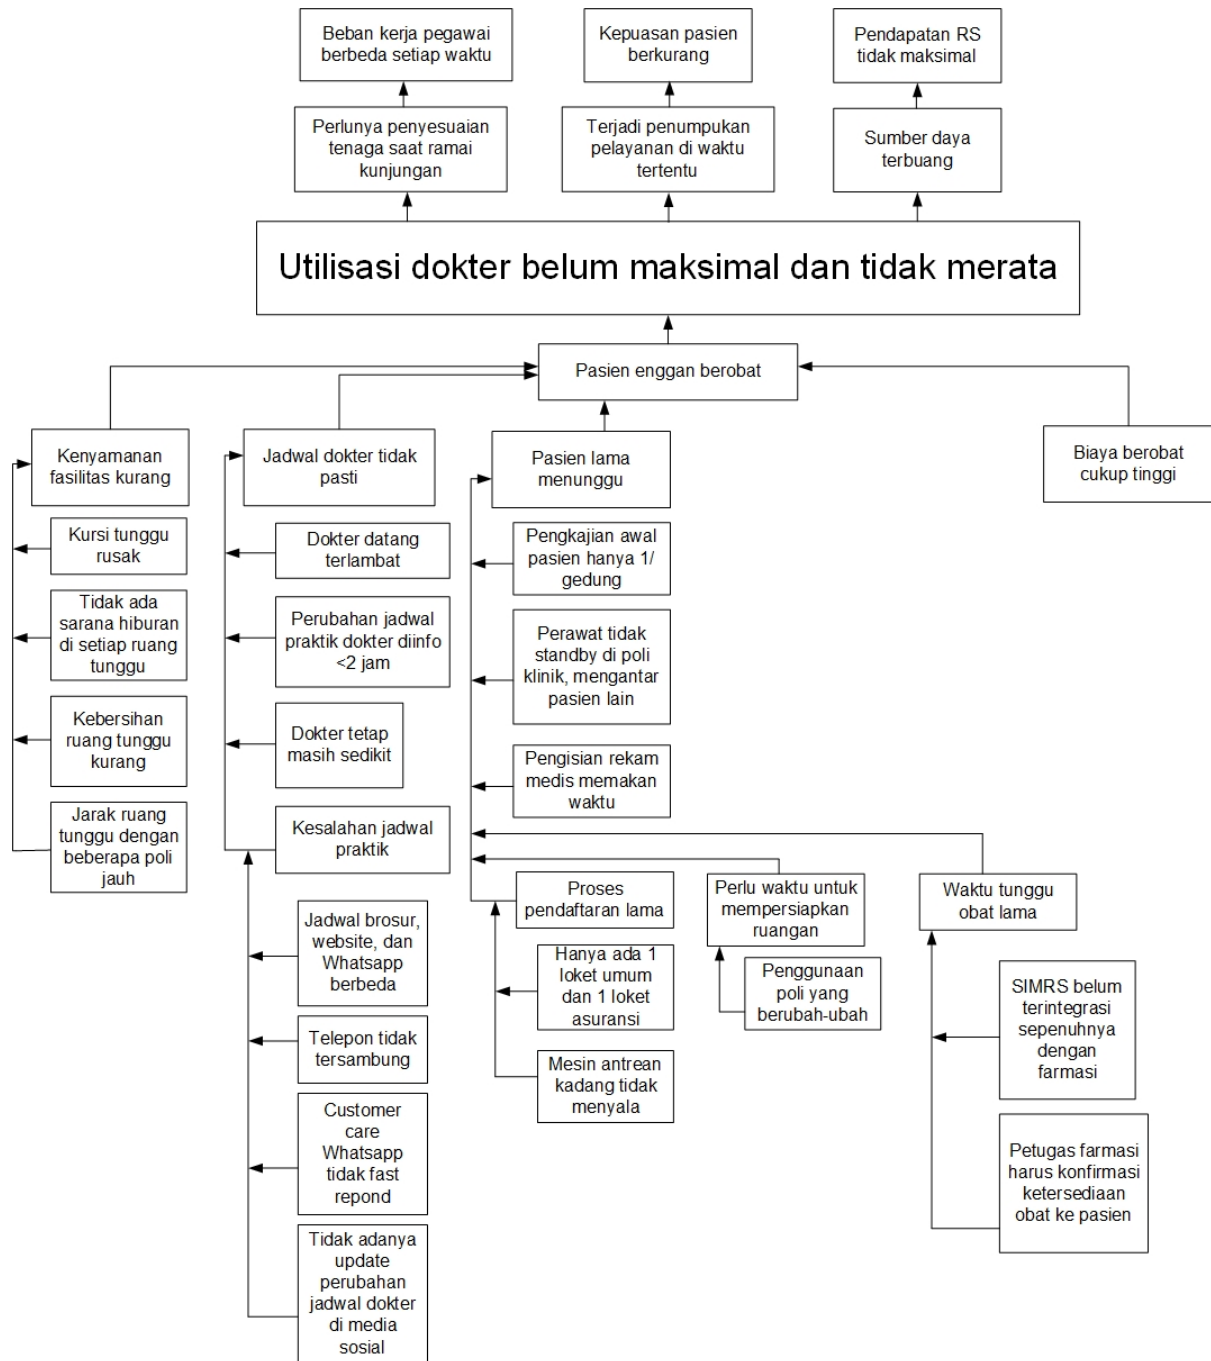 Beban kerja pegawai
berbeda setiap waktu
Kepuasan pasien
berkurang
Pendapatan RS
tidak maksimal
Perlunya penyesuaian
tenaga saat ramai
kunjungan
Terjadi penumpukan
pelayanan di waktu
tertentu
Sumber daya
terbuang
Utilisasi dokter belum maksimal dan tidak merata
Pasien enggan berobat
Kenyamanan
fasilitas kurang
Jadwal dokter tidak
pasti
Pasien lama
menunggu
Biaya berobat
cukup tinggi
Kursi tunggu
rusak
Tidak ada
sarana hiburan
di setiap ruang
tunggu
Kebersihan
ruang tunggu
kurang
Jarak ruang
tunggu dengan
beberapa poli
jauh
Dokter datang
terlambat
Perubahan jadwal
praktik dokter diinfo
<2 jam
Dokter tetap
masih sedikit
Kesalahan jadwal
praktik
Jadwal brosur,
website, dan
Whatsapp
berbeda
Telepon tidak
tersambung
Customer
care
Whatsapp
tidak fast
repond
Tidak adanya
update
perubahan
jadwal dokter
di media
sosial
Pengkajian awal
pasien hanya 1/
gedung
Perawat tidak
standby di poli
klinik, mengantar
pasien lain
Pengisian rekam
medis memakan
waktu
Proses
pendaftaran lama
Hanya ada 1
loket umum
dan 1 loket
asuransi
Mesin antrean
kadang tidak
menyala
Perlu waktu untuk
mempersiapkan
ruangan
Penggunaan
poli yang
berubah-ubah
Waktu tunggu
obat lama
SIMRS belum
terintegrasi
sepenuhnya
dengan
farmasi
Petugas farmasi
harus konfirmasi
ketersediaan
obat ke pasien